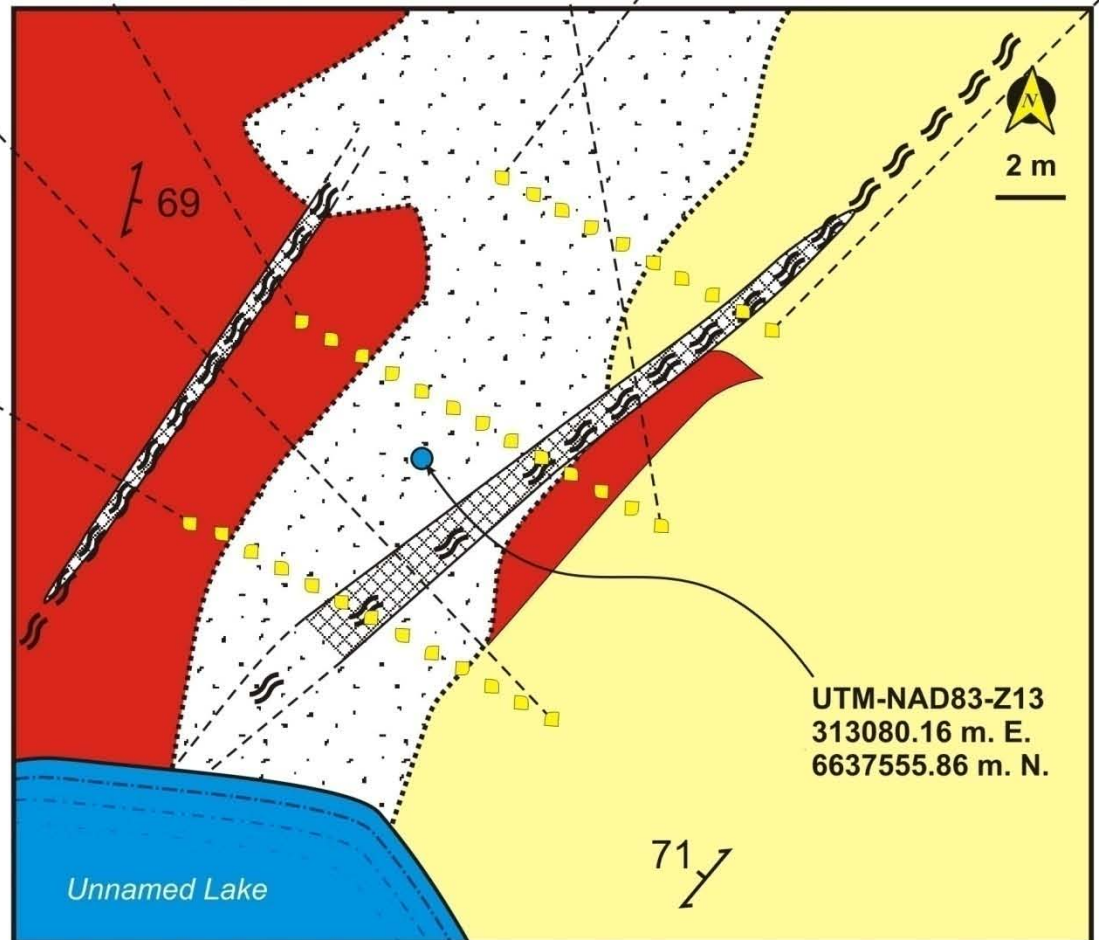 N
2 m
69
UTM-NAD83-Z13
313080.16 m. E.
6637555.86 m. N.
71
Unnamed Lake